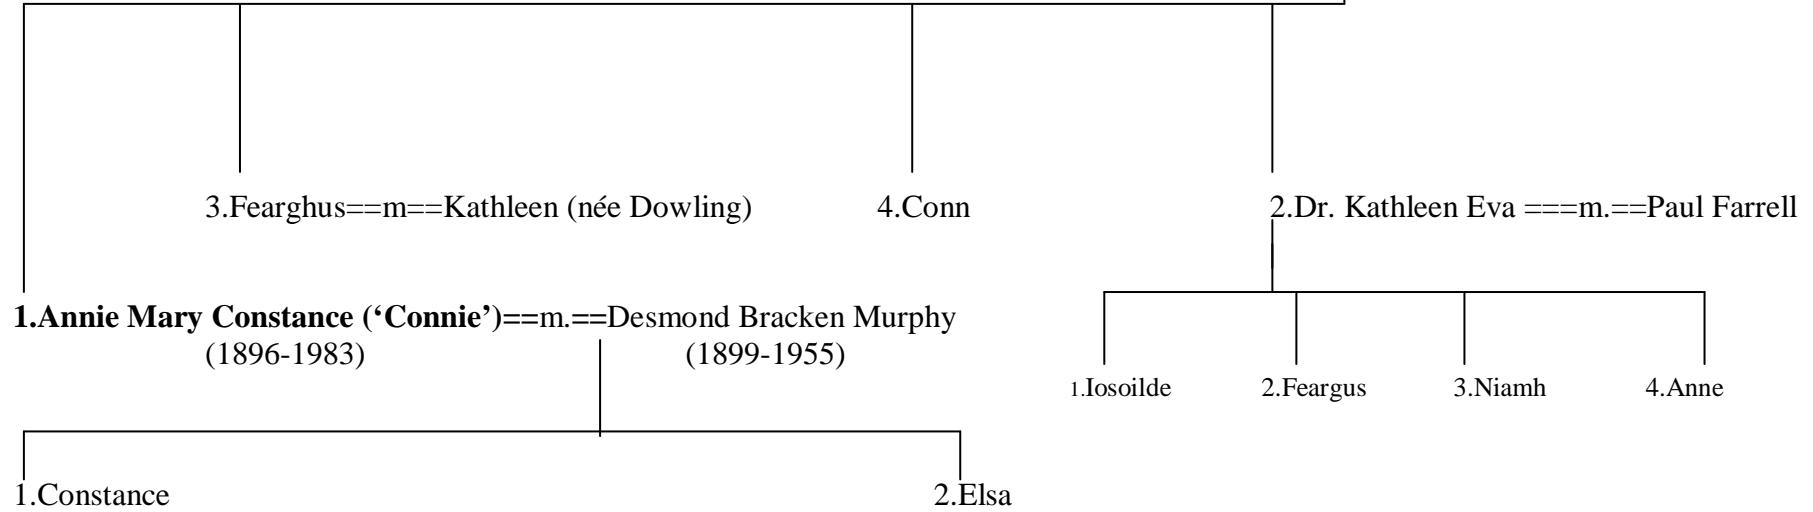 3.Fearghus==m==Kathleen (née Dowling) 4.Conn 2.Dr. Kathleen Eva ===m.==Paul Farrell
1.Annie Mary Constance (‘Connie’)==m.==Desmond Bracken Murphy
(1896-1983) (1899-1955)
1.Iosoilde 2.Feargus 3.Niamh 4.Anne
1.Constance 2.Elsa